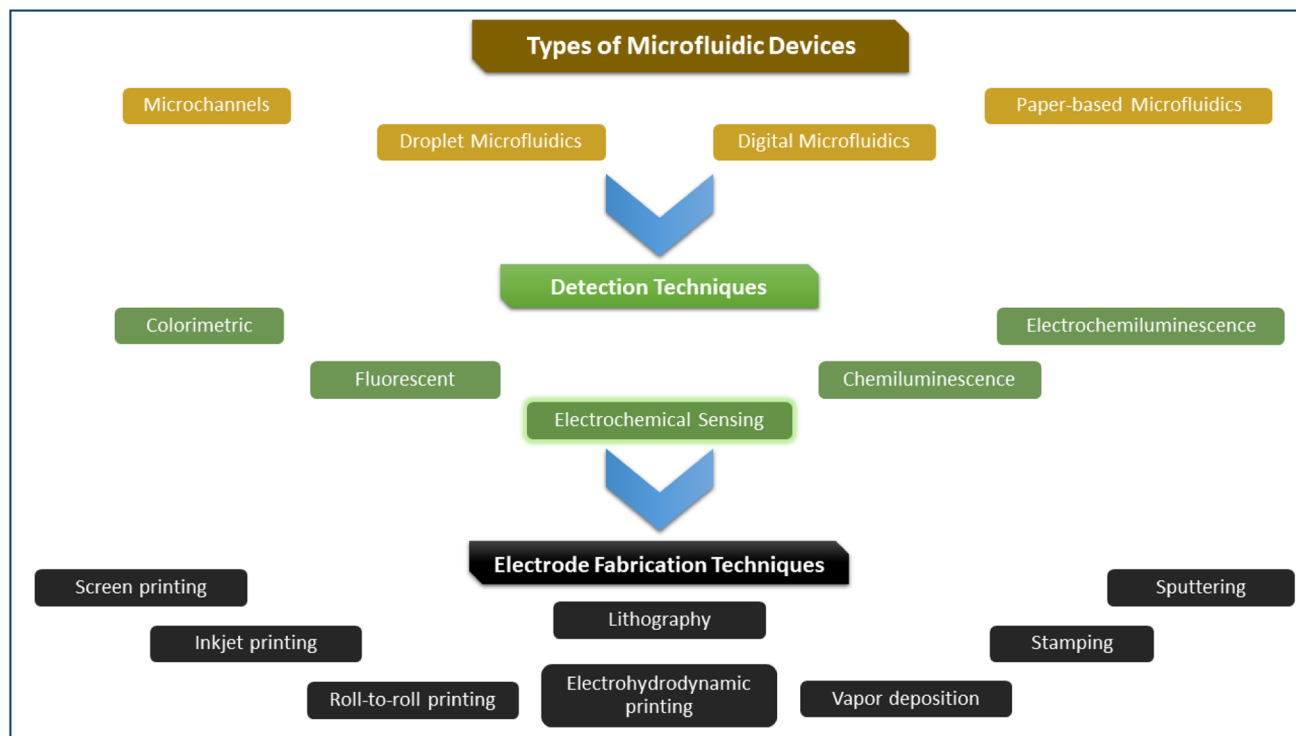 Types of Microfluidic Devices
Microchannels
Paper-based Microfluidics
Droplet Microfluidics
Digital Microfluidics
Detection Techniques
Colorimetric
Electrochemiluminescence
Fluorescent
Chemiluminescence
Electrochemical Sensing
Electrode Fabrication Techniques
Screen printing
Sputtering
Lithography
Inkjet printing
Stamping
Roll-to-roll printing
Electrohydrodynamic
printing
Vapor deposition